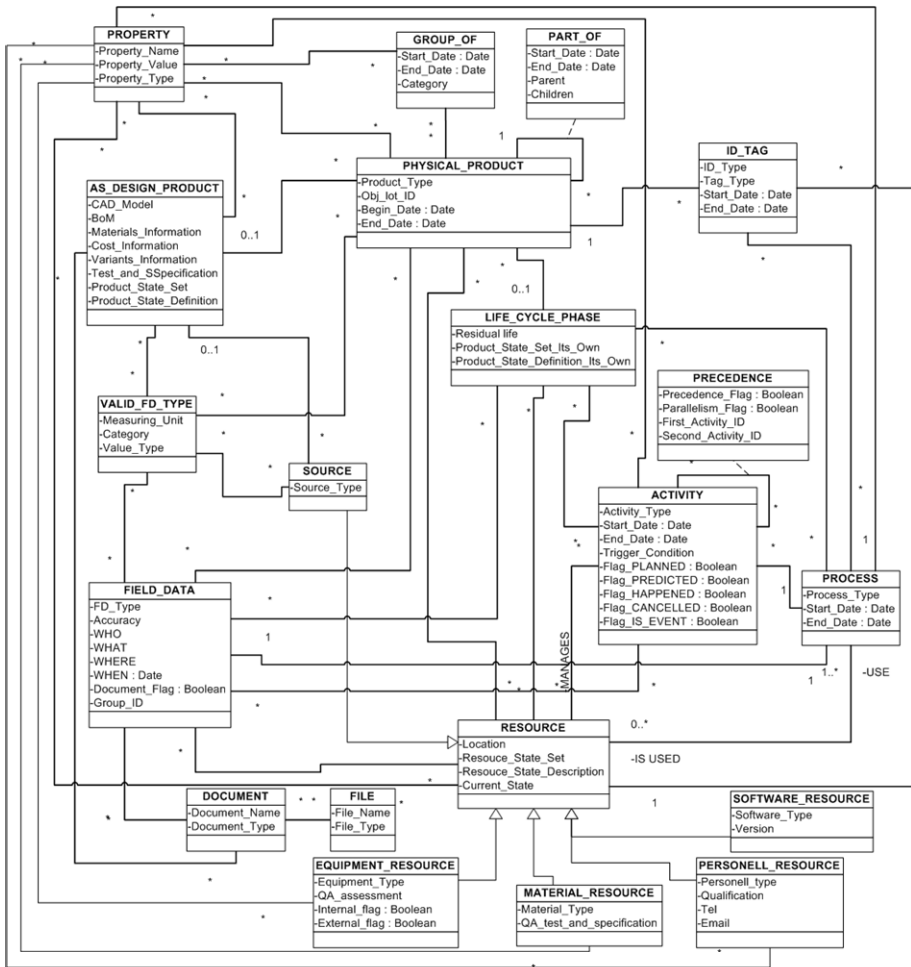 PROPERTY
-Property_Name
-Property_Value
-Property_Type
GROUP_OF
-Start_Date : Date
-End_Date : Date
-Category
PART_OF
-Start_Date : Date
-End_Date : Date
-Parent
-Children
PHYSICAL_PRODUCT
-Product_Type
-Obj_lot_ID
-Begin_Date : Date
-End_Date : Date
ID_TAG
-ID_Type
-Tag_Type
-Start_Date : Date
-End_Date : Date
AS_DESIGN_PRODUCT
-CAD_Model
-BoM
-Materials_Information
-Cost_Information
-Variants_Information
-Test_and_SSpecification
-Product_State_Set
-Product_State_Definition
1
0..1
1
0..1
0..1
LIFE_CYCLE_PHASE
-Residual life
-Product_State_Set_Its_Own
-Product_State_Definition_Its_Own
PRECEDENCE
-Precedence_Flag : Boolean
-Parallelism_Flag : Boolean
-First_Activity_ID
-Second_Activity_ID
VALID_FD_TYPE
-Measuring_Unit
-Category
-Value_Type
SOURCE
-Source_Type
ACTIVITY
-Activity_Type
-Start_Date : Date
-End_Date : Date
-Trigger_Condition
-Flag_PLANNED : Boolean
-Flag_PREDICTED : Boolean
-Flag_HAPPENED : Boolean
-Flag_CANCELLED : Boolean
-Flag_IS_EVENT : Boolean
1
1
PROCESS
-Process_Type
-Start_Date : Date
-End_Date : Date
FIELD_DATA
-FD_Type
-Accuracy
-WHO
-WHAT
-WHERE
-WHEN : Date
-Document_Flag : Boolean
-Group_ID
1
1
1..*
-USE
-MANAGES
0..*
-IS USED
RESOURCE
-Location
-Resouce_State_Set
-Resouce_State_Description
-Current_State
1
DOCUMENT
-Document_Name
-Document_Type
FILE
-File_Name
-File_Type
SOFTWARE_RESOURCE
-Software_Type
-Version
EQUIPMENT_RESOURCE
-Equipment_Type
-QA_assessment
-Internal_flag : Boolean
-External_flag : Boolean
MATERIAL_RESOURCE
-Material_Type
-QA_test_and_specification
PERSONELL_RESOURCE
-Personell_type
-Qualification
-Tel
-Email